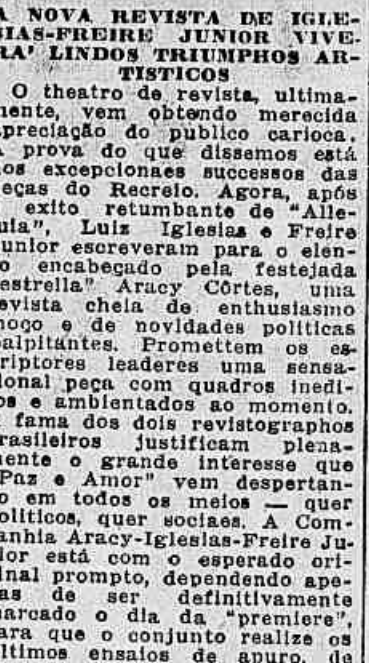 A NOVA REVISTA DE IGLE-
SIAS-FREIRE JUNIOR VIVE-
RA' LINDOS TRIUMPHOS AR-
TISTICOS
O theatro de revista, ultima-
mente, vem obtendo merecida
apreciação do publico carioca.
A prova do que dissemos está
nos excepcionaes successos das
peças do Recreio. Agora, após
o exito retumbante de "Alle-
luia", Luiz Iglesias e Freire
Junior escreveram para o elen-
co encabeçado pela festejada
"estrella" Aracy Côrtes, uma
revista cheia de enthusiasmo
moço e de novidades politicas
palpitantes. Promettem os es-
criptores leaderes uma sensa-
cional peça com quadros inedi-
tos e ambientados ao momento.
A fama dos dois revistographos
brasileiros justificam plena-
mente o grande interesse que
"Paz e Amor" vem despertan-
do em todos os meios — quer
politicos, quer sociaes. A Com-
panhia Aracy-Iglesias-Freire Ju-
nior está com o esperado ori-
ginal prompto, dependendo ape-
nas de ser definitivamente
marcado o dia da "premiere",
para que o conjunto realize os
ultimos ensaios de apuro, de